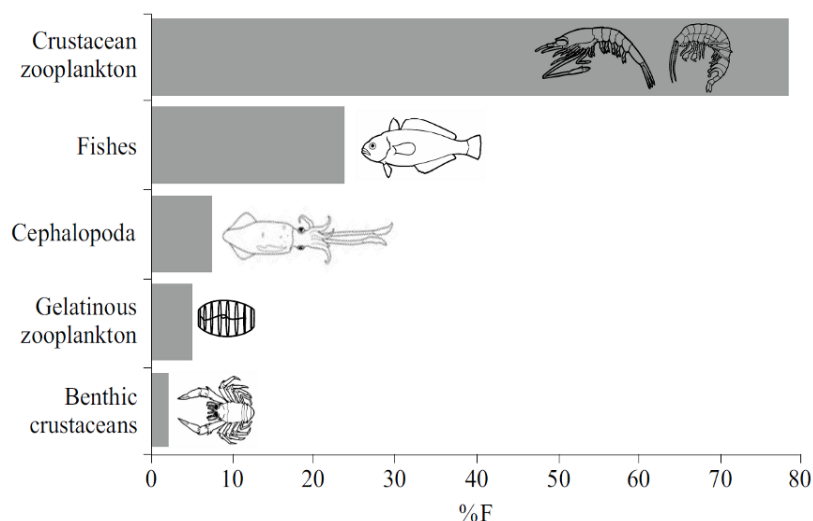 Crustacean
zooplankton
Fishes
Cephalopoda
Gelatinous
zooplankton
Benthic
crustaceans
0 10 20 30 40 50 60 70 80
%F